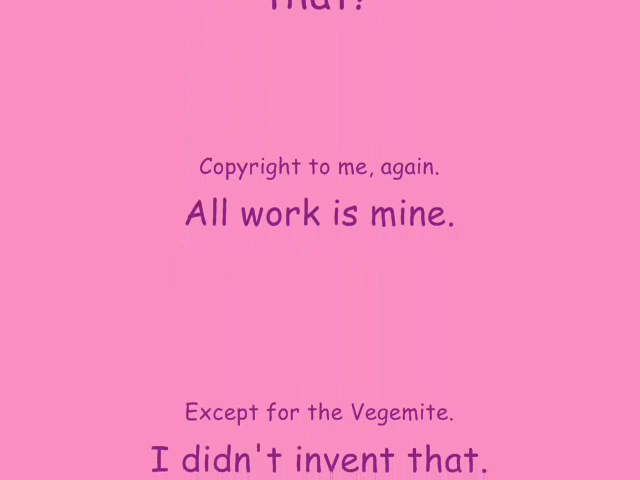 that?
Copyright to me, again.
All work is mine.
Except for the Vegemite.
I didn't invent that.